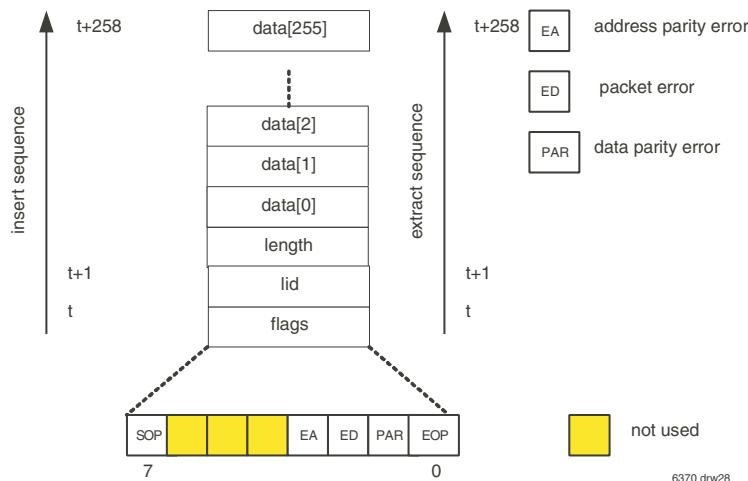 t+258
data[255]
t+258
EA
address parity error
ED
packet error
PAR
data parity error
insert sequence
extract sequence
data[2]
data[1]
data[0]
length
lid
flags
t+1
t
t+1
t
SOP
EA
ED
PAR
EOP
7
0
not used
6370 drw28